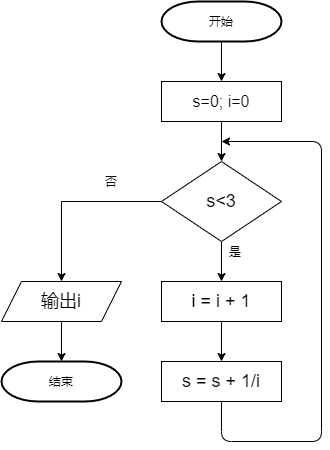 开始
s=0; i=0
s<3
否
是
输出i
i = i + 1
结束
s = s + 1/i